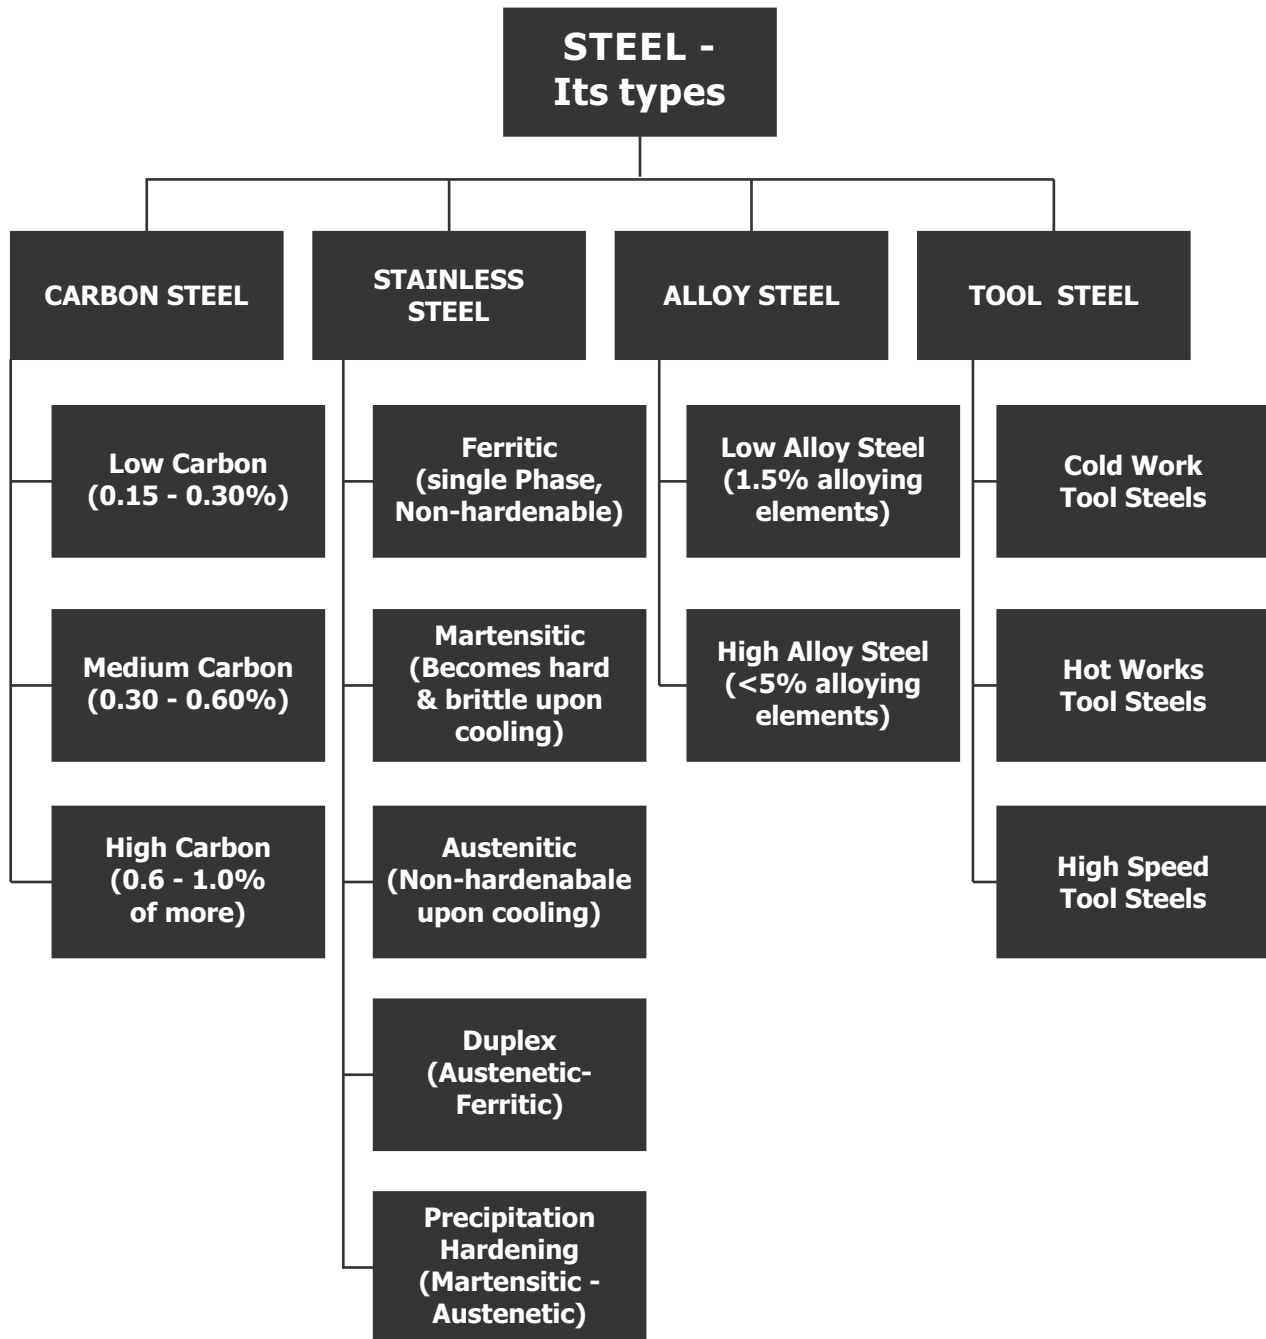 STEEL -
Its types
CARBON STEEL
STAINLESS
STEEL
ALLOY STEEL
TOOL STEEL
Low Carbon
(0.15 - 0.30%)
Medium Carbon
(0.30 - 0.60%)
High Carbon
(0.6 - 1.0%
of more)
Ferritic
(single Phase,
Non-hardenable)
Martensitic
(Becomes hard
& brittle upon
cooling)
Austenitic
(Non-hardenabale
upon cooling)
Duplex
(Austenetic-
Ferritic)
Precipitation
Hardening
(Martensitic -
Austenetic)
Low Alloy Steel
(1.5% alloying
elements)
High Alloy Steel
(<5% alloying
elements)
Cold Work
Tool Steels
Hot Works
Tool Steels
High Speed
Tool Steels